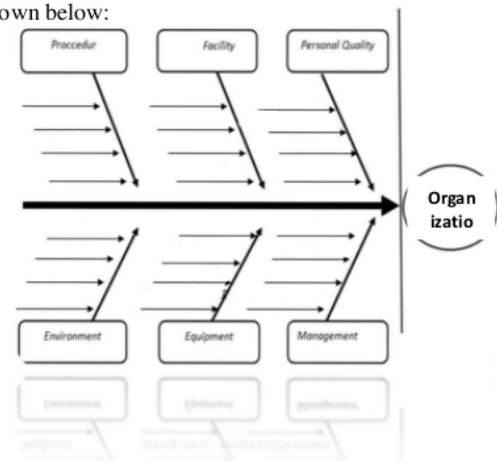 own below:
Proccedur
Facility
Personal Quality
Organ
izatio
Environment
Equipment
Management